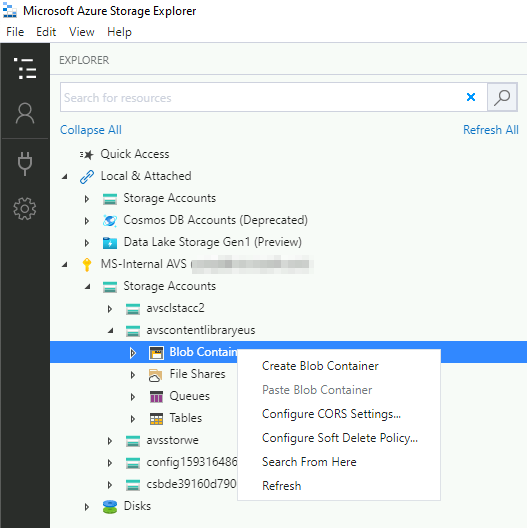 Microsoft Azure Storage Explorer
File Edit View Help
EXPLORER
Search for resources
Collapse All Refresh All
Quick Access
Local & Attached
Storage Accounts
Cosmos DB Accounts (Deprecated)
Data Lake Storage Gen1 (Preview)
MS-Internal AVS
Storage Accounts
avsclstacc2
avscontentlibraryeus
Blob Contain
File Shares
Queues
Tables
avsstorwe
config159316486
csbde39160d790
Disks
Create Blob Container
Paste Blob Container
Configure CORS Settings...
Configure Soft Delete Policy...
Search From Here
Refresh